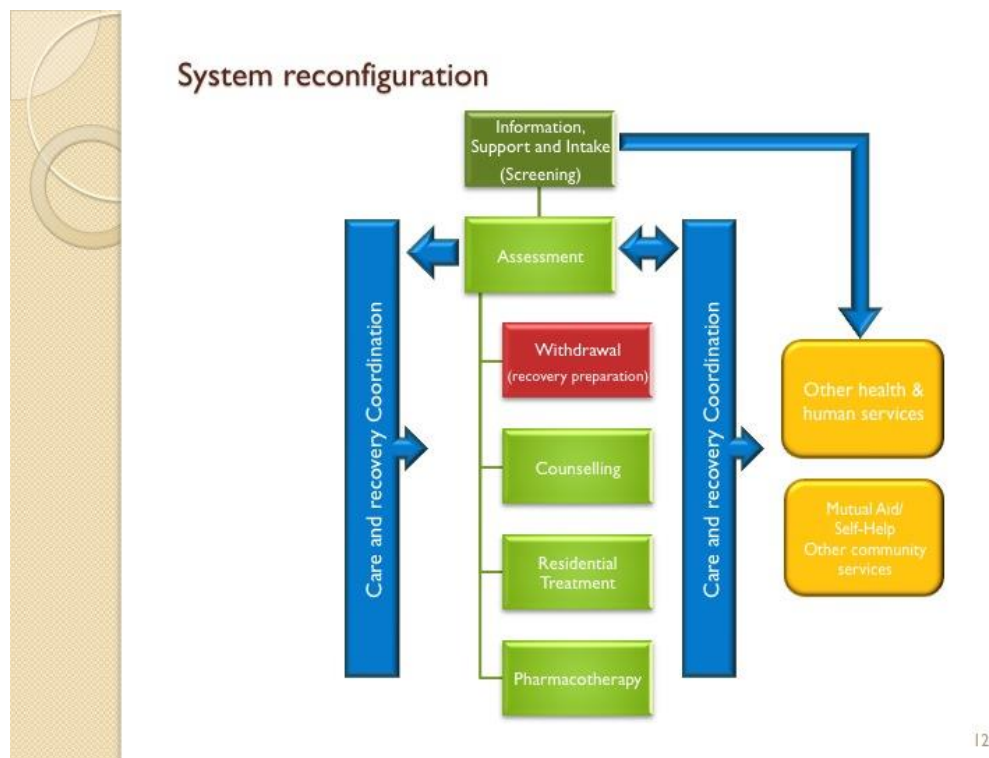 System reconfiguration
Information,
Support and Intake
(Screening)
Assessment
Care and recovery Coordination
Withdrawal
(recovery preparation)
Counselling
Residential
Treatment
Pharmacotherapy
Care and recovery Coordination
Other health &
human services
Mutual Aid/
Self-Help
Other community
services
12